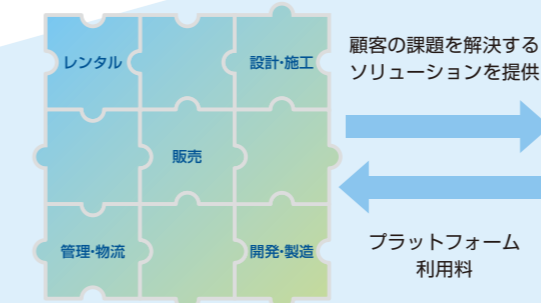 レンタル
設計・施工
販売
管理・物流
開発・製造
顧客の課題を解決する
ソリューションを提供
プラットフォーム
利用料